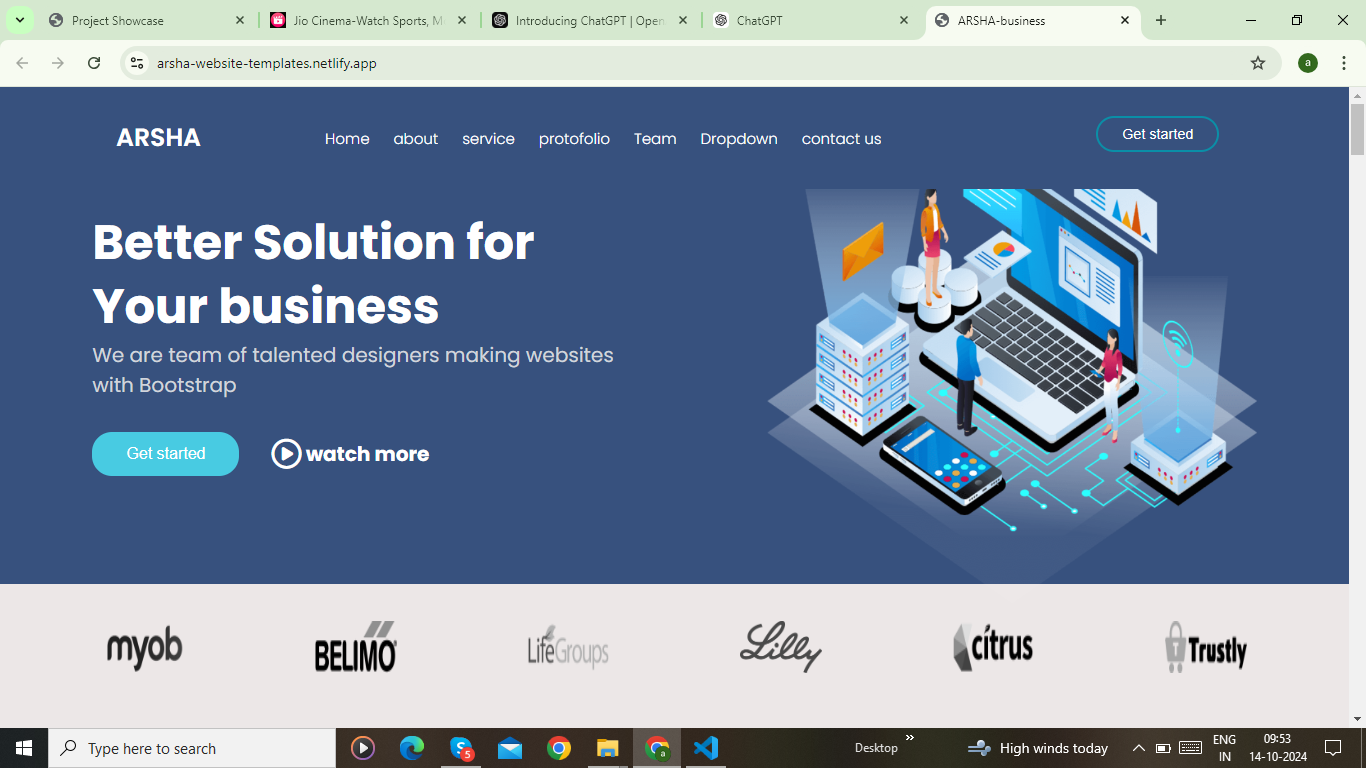 Project Showcase
Jio Cinema-Watch Sports, M
Introducing ChatGPT | Open
ChatGPT
ARSHA-business
arsha-website-templates.netlify.app
a
ARSHA
Home about service protofolio Team Dropdown contact us
Get started
Better Solution for
Your business
We are team of talented designers making websites
with Bootstrap
Get started
watch more
myob
BELIMO
LifeGroups
Lilly
citrus
T Trustly
Type here to search
5
a
Desktop
High winds today
ENG
IN
09:53
14-10-2024